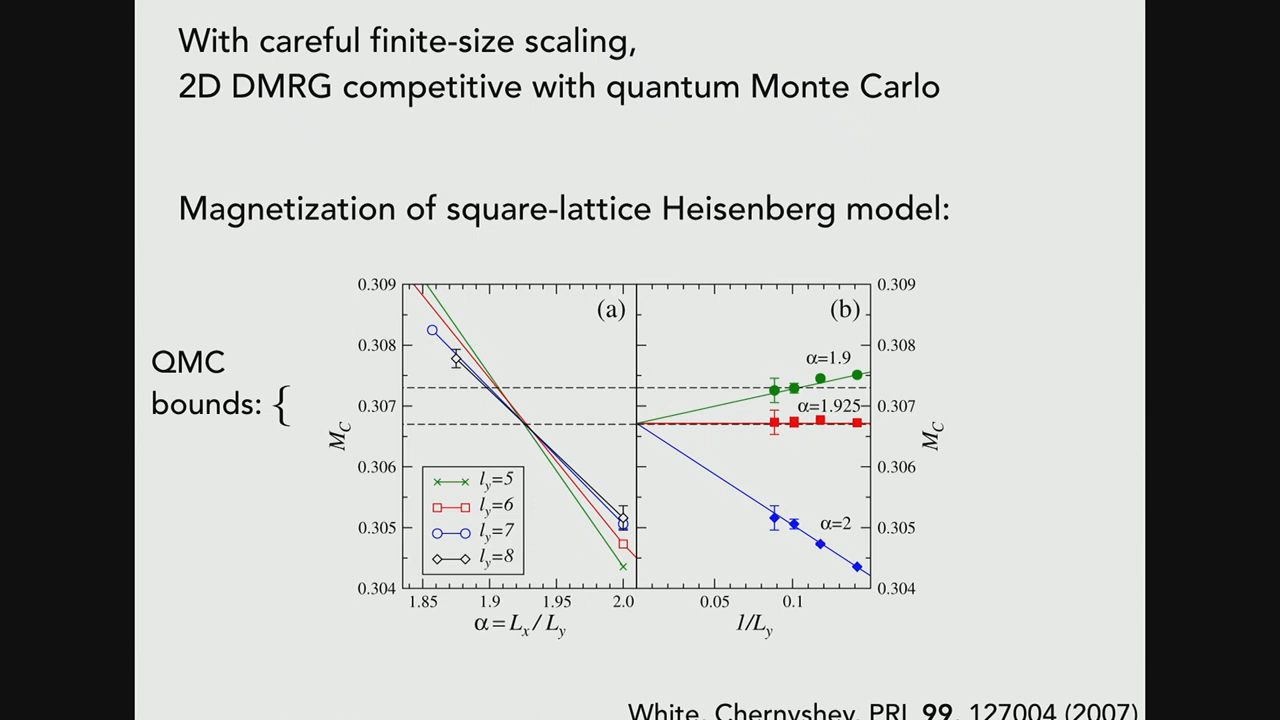 With careful finite-size scaling,
2D DMRG competitive with quantum Monte Carlo
Magnetization of square-lattice Heisenberg model:
QMC
bounds: {
0.309
0.308
0.307
0.306
0.305
0.304
M_C
(a)
l_y=5
l_y=6
l_y=7
l_y=8
1.85 1.9 1.95 2.0
α=L_x/L_y
(b)
α=1.9
α=1.925
α=2
0.05 0.1
1/L_y
0.309
0.308
0.307
0.306
0.305
0.304
M_C
White, Chernyshev, PRL 99, 127004 (2007)